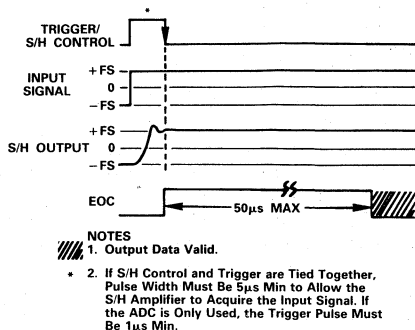 *
TRIGGER/
S/H CONTROL
INPUT
SIGNAL
+FS
0
−FS
S/H OUTPUT
+FS
0
−FS
EOC
50μs MAX
NOTES
1. Output Data Valid.
* 2. If S/H Control and Trigger are Tied Together,
Pulse Width Must Be 5μs Min to Allow the
S/H Amplifier to Acquire the Input Signal. If
the ADC is Only Used, the Trigger Pulse Must
Be 1μs Min.